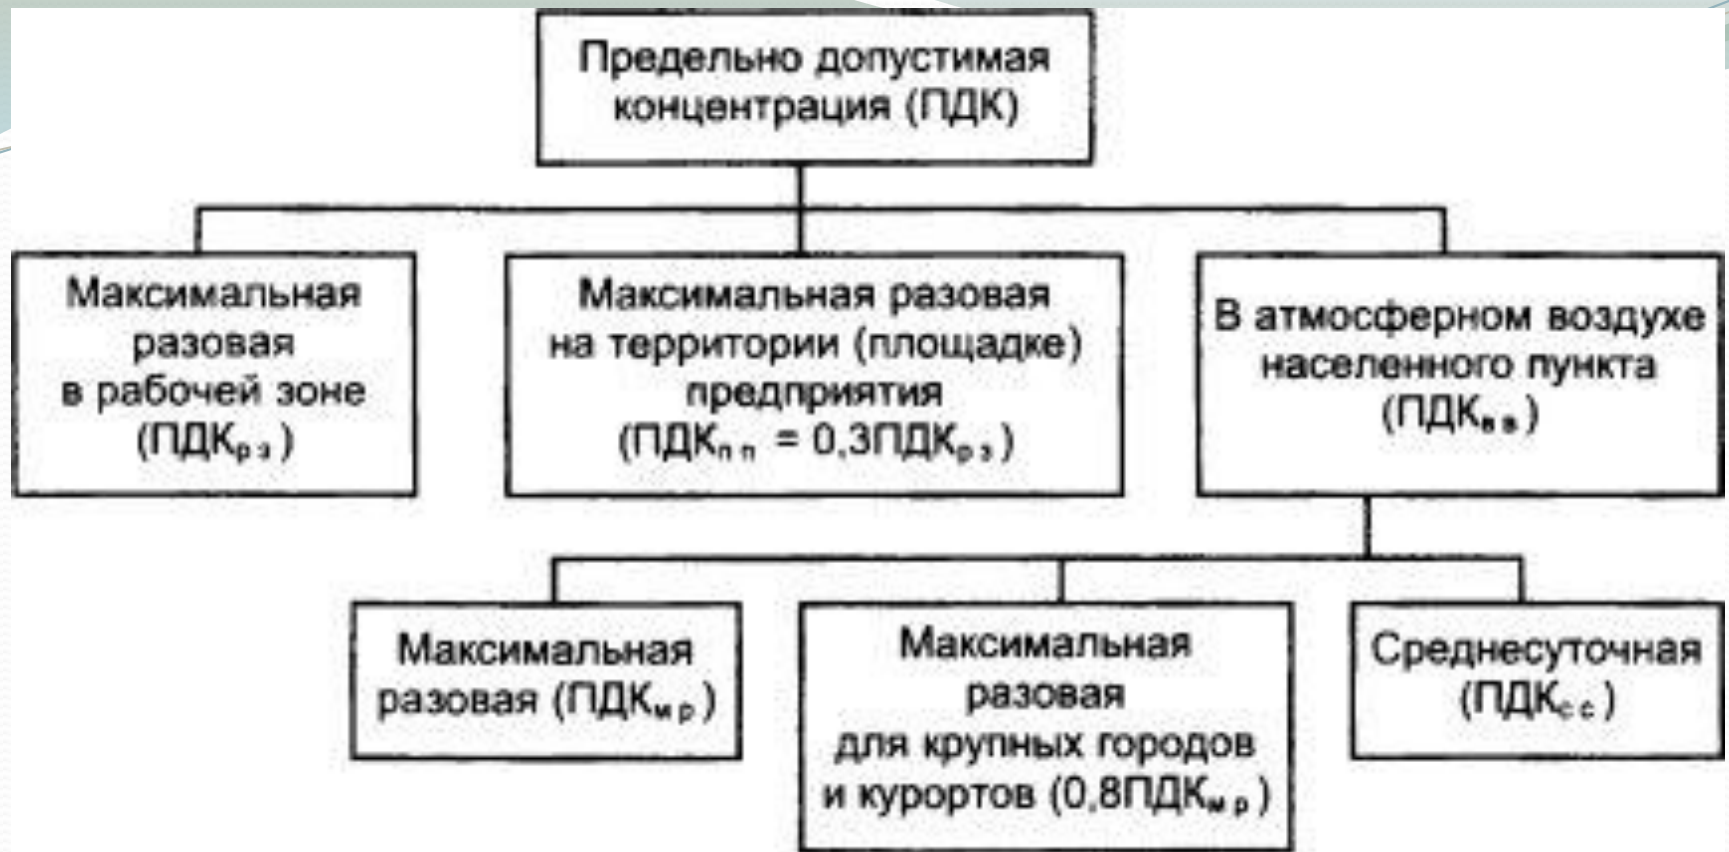 Предельно допустимая
концентрация (ПДК)
Максимальная
разовая
в рабочей зоне
(ПДКр з)
Максимальная разовая
на территории (площадке)
предприятия
(ПДКп п = 0,3ПДКр з)
В атмосферном воздухе
населенного пункта
(ПДКв в)
Максимальная
разовая (ПДКм р)
Максимальная
разовая
для крупных городов
и курортов (0,8ПДКм р)
Среднесуточная
(ПДКс с)